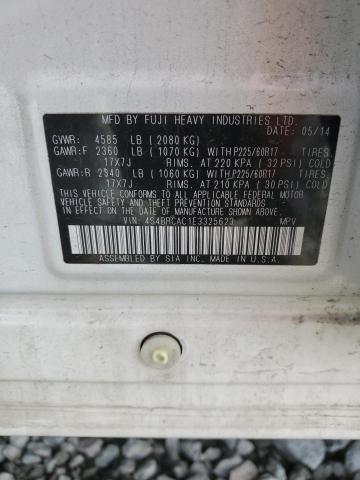 MFD. BY FUJI HEAVY INDUSTRIES LTD.
DATE: 05/14
GVWR: 4585 LB (2080 KG)
GAWR:F 2360 LB (1070 KG) WITH P225/60R17 TIRES
17X7J RIMS, AT 220 KPA (32 PSI) COLD
GAWR:R 2340 LB (1060 KG) WITH P225/60R17 TIRES
17X7J RIMS, AT 210 KPA (30 PSI) COLD
THIS VEHICLE CONFORMS TO ALL APPLICABLE FEDERAL MOTOR
VEHICLE SAFETY AND THEFT PREVENTION STANDARDS
IN EFFECT ON THE DATE OF MANUFACTURE SHOWN ABOVE.
VIN: 4S4BRCAC1E3325623 MPV
ASSEMBLED BY SIA INC. MADE IN U.S.A.